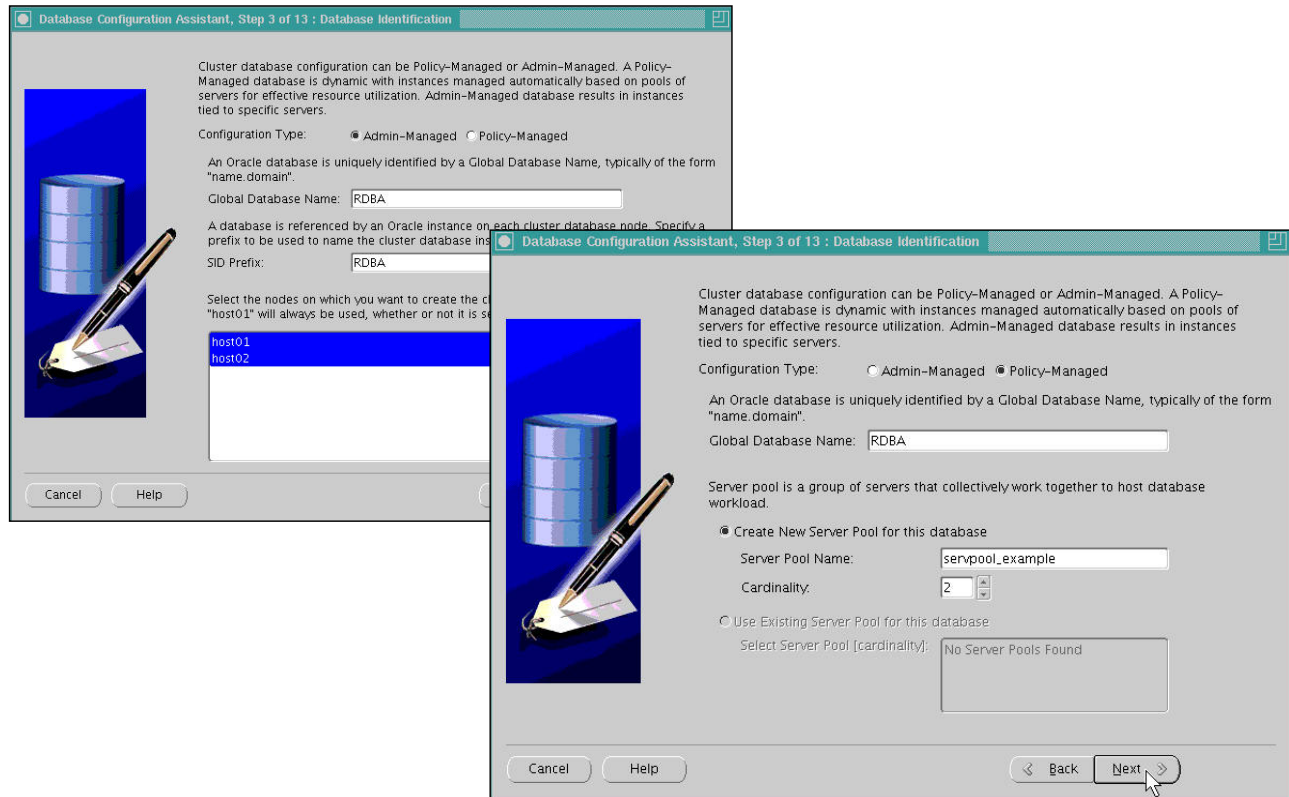 Database Configuration Assistant, Step 3 of 13 : Database Identification
Cluster database configuration can be Policy-Managed or Admin-Managed. A Policy-
Managed database is dynamic with instances managed automatically based on pools of
servers for effective resource utilization. Admin-Managed database results in instances
tied to specific servers.
Configuration Type: Admin-Managed Policy-Managed
An Oracle database is uniquely identified by a Global Database Name, typically of the form
"name.domain".
Global Database Name: RDBA
A database is referenced by an Oracle instance on each cluster database node. Specify a
prefix to be used to name the cluster database ins
SID Prefix: RDBA
Select the nodes on which you want to create the cl
"host01" will always be used, whether or not it is se
host01
host02
Cancel Help
Database Configuration Assistant, Step 3 of 13 : Database Identification
Cluster database configuration can be Policy-Managed or Admin-Managed. A Policy-
Managed database is dynamic with instances managed automatically based on pools of
servers for effective resource utilization. Admin-Managed database results in instances
tied to specific servers.
Configuration Type: Admin-Managed Policy-Managed
An Oracle database is uniquely identified by a Global Database Name, typically of the form
"name.domain".
Global Database Name: RDBA
Server pool is a group of servers that collectively work together to host database
workload.
Create New Server Pool for this database
Server Pool Name: servpool_example
Cardinality: 2
Use Existing Server Pool for this database
Select Server Pool [cardinality]: No Server Pools Found
Cancel Help Back Next